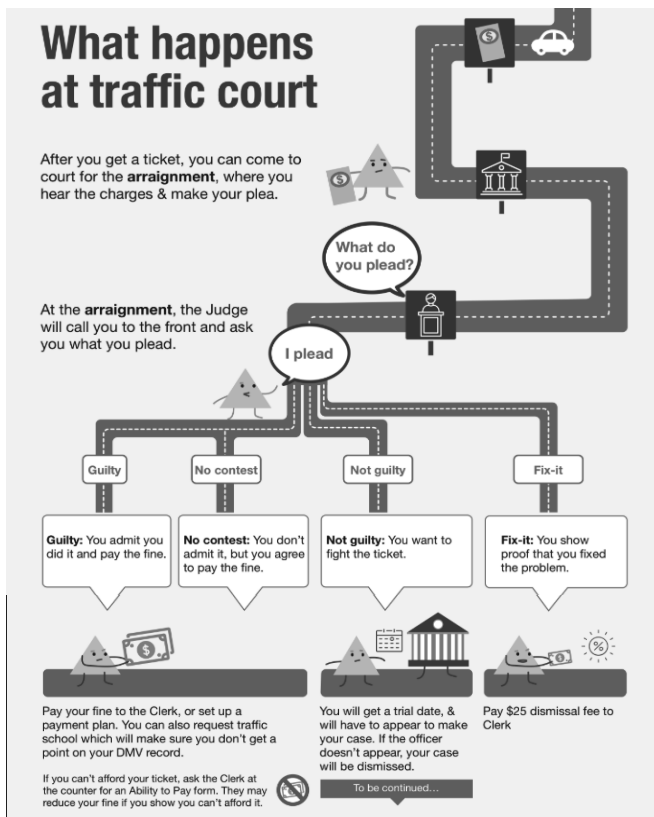 What happens
at traffic court
After you get a ticket, you can come to
court for the arraignment, where you
hear the charges & make your plea.
What do
you plead?
At the arraignment, the Judge
will call you to the front and ask
you what you plead.
I plead
Guilty
No contest
Not guilty
Fix-it
Guilty: You admit you
did it and pay the fine.
No contest: You don't
admit it, but you agree
to pay the fine.
Not guilty: You want to
fight the ticket.
Fix-it: You show
proof that you fixed
the problem.
Pay your fine to the Clerk, or set up a
payment plan. You can also request traffic
school which will make sure you don't get a
point on your DMV record.
If you can't afford your ticket, ask the Clerk at
the counter for an Ability to Pay form. They may
reduce your fine if you show you can't afford it.
You will get a trial date, &
will have to appear to make
your case. If the officer
doesn't appear, your case
will be dismissed.
To be continued...
Pay $25 dismissal fee to
Clerk